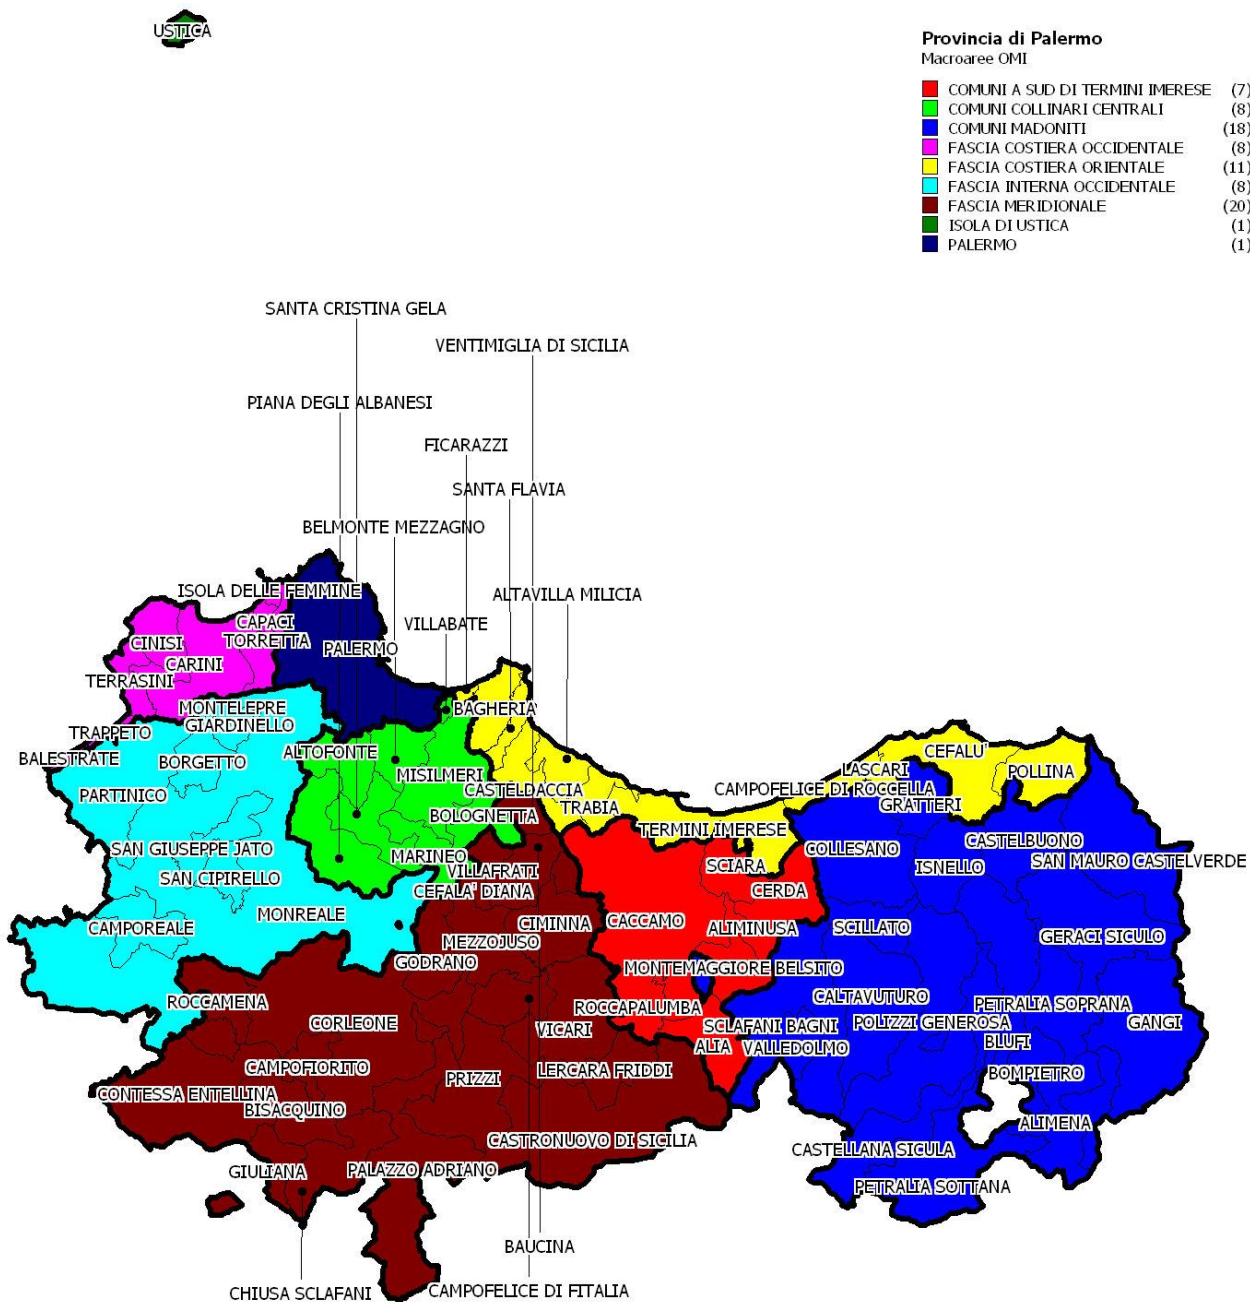 USTICA
Provincia di Palermo
Macroaree OMI
COMUNI A SUD DI TERMINI IMERESE (7)
COMUNI COLLINARI CENTRALI (8)
COMUNI MADONITI (18)
FASCIA COSTIERA OCCIDENTALE (8)
FASCIA COSTIERA ORIENTALE (11)
FASCIA INTERNA OCCIDENTALE (8)
FASCIA MERIDIONALE (20)
ISOLA DI USTICA (1)
PALERMO (1)
SANTA CRISTINA GELA
VENTIMIGLIA DI SICILIA
PIANA DEGLI ALBANESI
FICARAZZI
SANTA FLAVIA
BELMONTE MEZZAGNO
ISOLA DELLE FEMMINE
ALTAVILLA MILICIA
CAPACI
VILLABATE
CINISI
TORRETTA
PALERMO
CARINI
TERRASINI
MONTELEPRE
BAGHERIA
GIARDINELLO
TRAPPETO
BALESTRATE
ALTOFONTE
CEFALU'
BORGETTO
LASCARI
POLLINA
MISILMERI
PARTINICO
CASTELDACCIA
CAMPOFELICE DI ROCCELLA
TRABIA
GRATTERI
BOLOGNETTA
TERMINI IMERESE
CASTELBUONO
SAN GIUSEPPE JATO
COLLESANO
MARINEO
SAN MAURO CASTELVERDE
SCIARA
ISNELLO
VILLAFRATI
SAN CIPIRELLO
CEFALA' DIANA
CERDA
MONREALE
CIMINNA
CACCAMO
CAMPOREALE
ALIMINUSA
SCILLATO
GERACI SICULO
MEZZOJUSO
GODRANO
MONTEMAGGIORE BELSITO
CALTAVUTURO
ROCCAMENA
PETRALIA SOPRANA
ROCCAPALUMBA
CORLEONE
VICARI
SCLAFANI BAGNI
POLIZZI GENEROSA
GANGI
BLUFI
ALIA
VALLEDOLMO
CAMPOFIORITO
PRIZZI
LERCARA FRIDDI
BOMPIETRO
CONTESSA ENTELLINA
BISACQUINO
ALIMENA
CASTRONUOVO DI SICILIA
CASTELLANA SICULA
GIULIANA
PALAZZO ADRIANO
PETRALIA SOTTANA
BAUCINA
CHIUSA SCLAFANI
CAMPOFELICE DI FITALIA